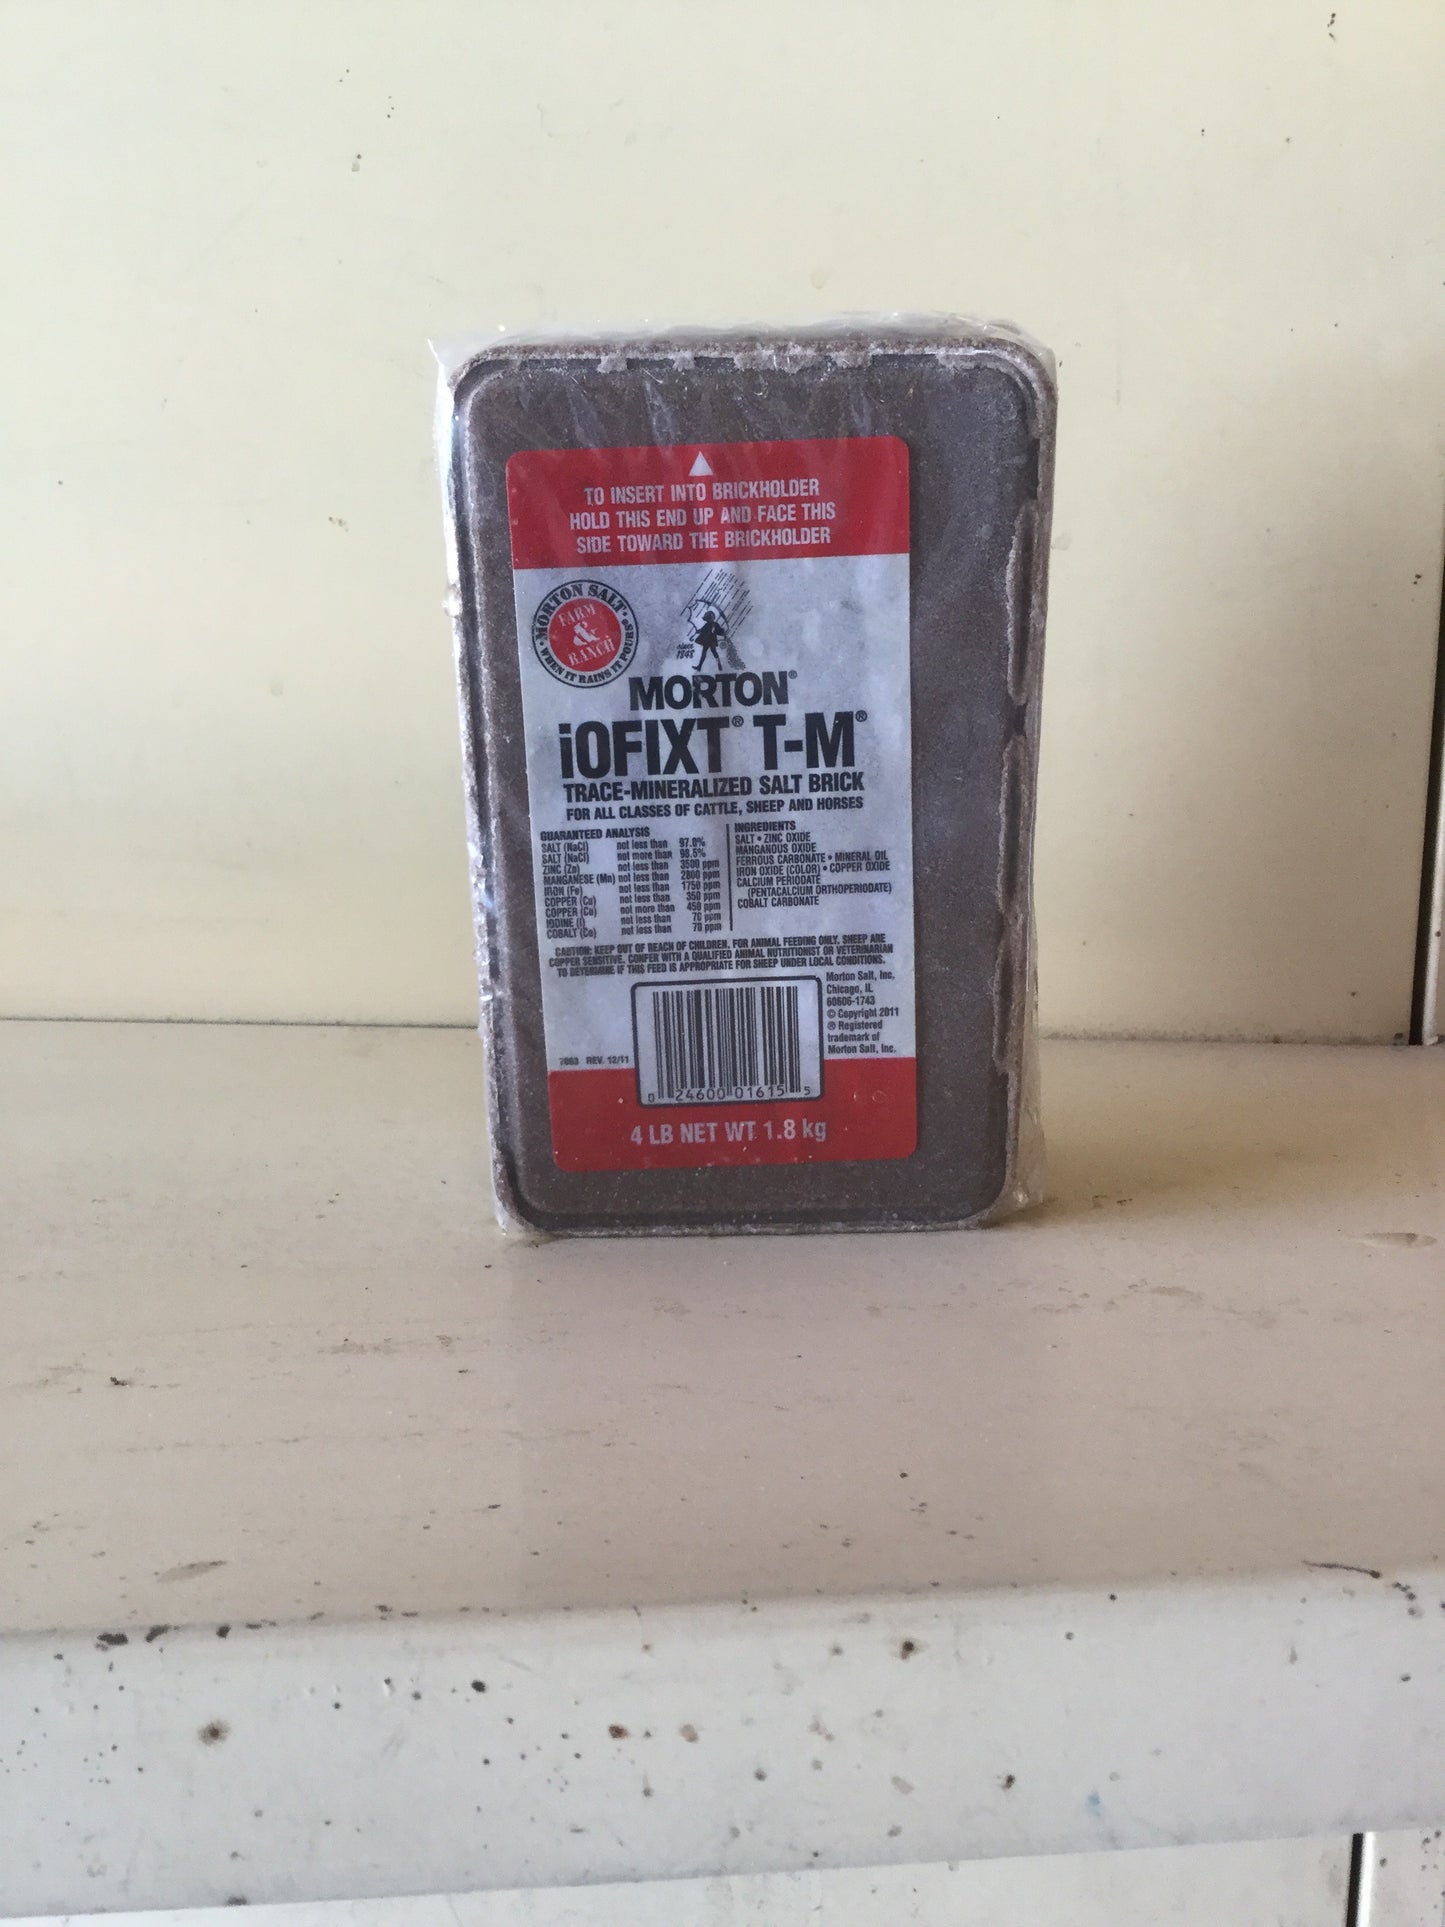 TO INSERT INTO BRICKHOLDER
HOLD THIS END UP AND FACE THIS
SIDE TOWARD THE BRICKHOLDER
MORTON SALT
FARM
&
RANCH
WHEN IT RAINS IT POURS®
since
1848
MORTON®
iOFIXT® T-M®
TRACE-MINERALIZED SALT BRICK
FOR ALL CLASSES OF CATTLE, SHEEP AND HORSES
GUARANTEED ANALYSIS
SALT (NaCl) not less than 97.0%
SALT (NaCl) not more than 98.5%
ZINC (Zn) not less than 3500 ppm
MANGANESE (Mn) not less than 2800 ppm
IRON (Fe) not less than 1750 ppm
COPPER (Cu) not less than 350 ppm
COPPER (Cu) not more than 450 ppm
IODINE (I) not less than 70 ppm
COBALT (Co) not less than 70 ppm
INGREDIENTS
SALT • ZINC OXIDE
MANGANOUS OXIDE
FERROUS CARBONATE • MINERAL OIL
IRON OXIDE (COLOR) • COPPER OXIDE
CALCIUM PERIODATE
(PENTACALCIUM ORTHOPERIODATE)
COBALT CARBONATE
CAUTION: KEEP OUT OF REACH OF CHILDREN. FOR ANIMAL FEEDING ONLY. SHEEP ARE
COPPER SENSITIVE. CONFER WITH A QUALIFIED ANIMAL NUTRITIONIST OR VETERINARIAN
TO DETERMINE IF THIS FEED IS APPROPRIATE FOR SHEEP UNDER LOCAL CONDITIONS.
Morton Salt, Inc.
Chicago, IL
60606-1743
© Copyright 2011
® Registered
trademark of
Morton Salt, Inc.
REV. 12/11
0 24600 01615 5
4 LB NET WT 1.8 kg